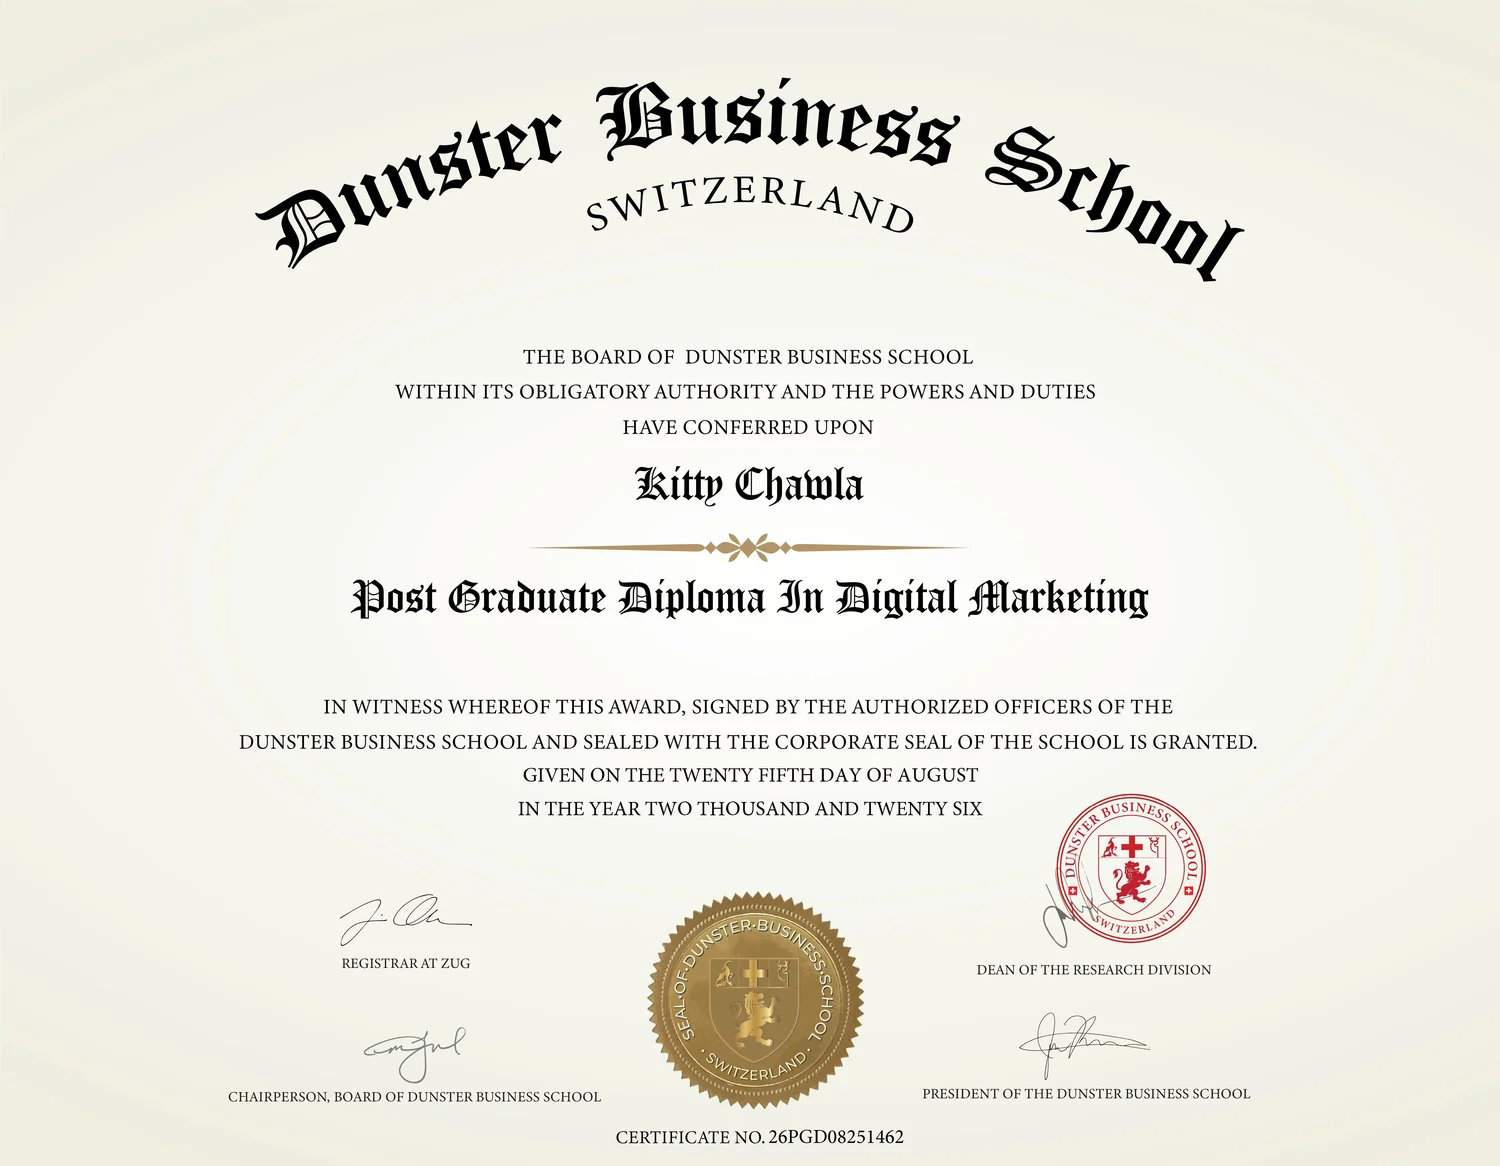 Dunster Business School
SWITZERLAND
THE BOARD OF DUNSTER BUSINESS SCHOOL
WITHIN ITS OBLIGATORY AUTHORITY AND THE POWERS AND DUTIES
HAVE CONFERRED UPON
Kitty Chawla
Post Graduate Diploma In Digital Marketing
IN WITNESS WHEREOF THIS AWARD, SIGNED BY THE AUTHORIZED OFFICERS OF THE
DUNSTER BUSINESS SCHOOL AND SEALED WITH THE CORPORATE SEAL OF THE SCHOOL IS GRANTED.
GIVEN ON THE TWENTY FIFTH DAY OF AUGUST
IN THE YEAR TWO THOUSAND AND TWENTY SIX
DUNSTER BUSINESS SCHOOL
SWITZERLAND
REGISTRAR AT ZUG
SEAL·OF·DUNSTER·BUSINESS·SCHOOL
· SWITZERLAND ·
DEAN OF THE RESEARCH DIVISION
CHAIRPERSON, BOARD OF DUNSTER BUSINESS SCHOOL
PRESIDENT OF THE DUNSTER BUSINESS SCHOOL
CERTIFICATE NO. 26PGD08251462